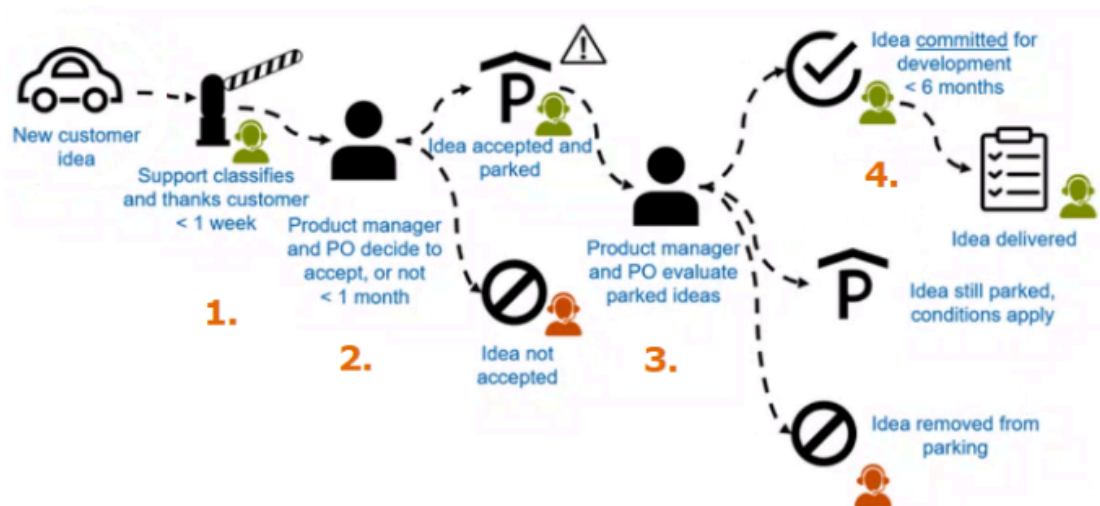 New customer
idea
Support classifies
and thanks customer
< 1 week
1.
Product manager
and PO decide to
accept, or not
< 1 month
2.
P
Idea accepted and
parked
Idea not
accepted
Product manager
and PO evaluate
parked ideas
3.
Idea committed for
development
< 6 months
4.
Idea delivered
P
Idea still parked,
conditions apply
Idea removed from
parking